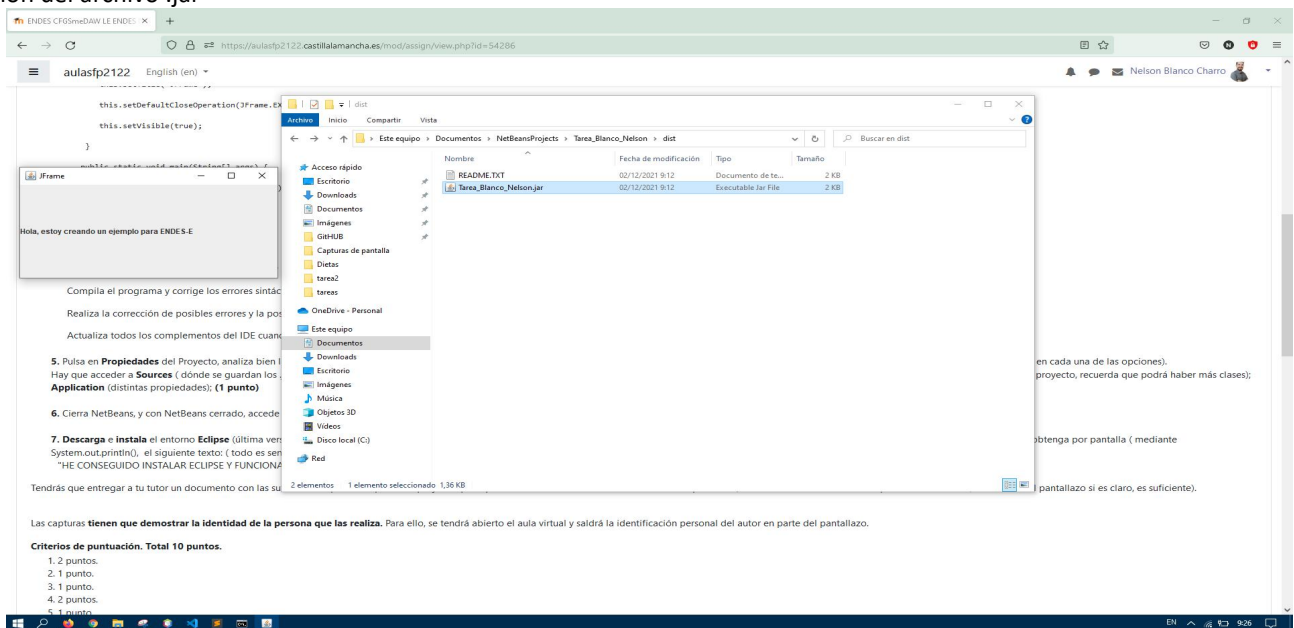 ENDES CFGSmeDAW LE ENDES
https://aulasfp2122.castillalamancha.es/mod/assign/view.php?id=54286
aulasfp2122 English (en)
Nelson Blanco Charro
this.setDefaultCloseOperation(JFrame.EX
this.setVisible(true);
}
public static void main(String[] args) {
JFrame
Hola, estoy creando un ejemplo para ENDES-E
dist
Archivo Inicio Compartir Vista
Este equipo > Documentos > NetBeansProjects > Tarea_Blanco_Nelson > dist
Buscar en dist
Nombre Fecha de modificación Tipo Tamaño
README.TXT 02/12/2021 9:12 Documento de te... 2 KB
Tarea_Blanco_Nelson.jar 02/12/2021 9:12 Executable Jar File 2 KB
Acceso rápido
Escritorio
Downloads
Documentos
Imágenes
GitHUB
Capturas de pantalla
Dietas
tarea2
tareas
OneDrive - Personal
Este equipo
Documentos
Downloads
Escritorio
Imágenes
Música
Objetos 3D
Vídeos
Disco local (C:)
Red
2 elementos 1 elemento seleccionado 1,36 KB
Compila el programa y corrige los errores sintác
Realiza la corrección de posibles errores y la pos
Actualiza todos los complementos del IDE cuand
5. Pulsa en Propiedades del Proyecto, analiza bien l en cada una de las opciones).
Hay que acceder a Sources ( dónde se guardan los . proyecto, recuerda que podrá haber más clases);
Application (distintas propiedades); (1 punto)
6. Cierra NetBeans, y con NetBeans cerrado, accede
7. Descarga e instala el entorno Eclipse (última vers obtenga por pantalla ( mediante
System.out.println(), el siguiente texto: ( todo es sen
"HE CONSEGUIDO INSTALAR ECLIPSE Y FUNCIONA
Tendrás que entregar a tu tutor un documento con las su pantallazo si es claro, es suficiente).
Las capturas tienen que demostrar la identidad de la persona que las realiza. Para ello, se tendrá abierto el aula virtual y saldrá la identificación personal del autor en parte del pantallazo.
Criterios de puntuación. Total 10 puntos.
1. 2 puntos.
2. 1 punto.
3. 1 punto.
4. 2 puntos.
5. 1 punto.
EN 9:26